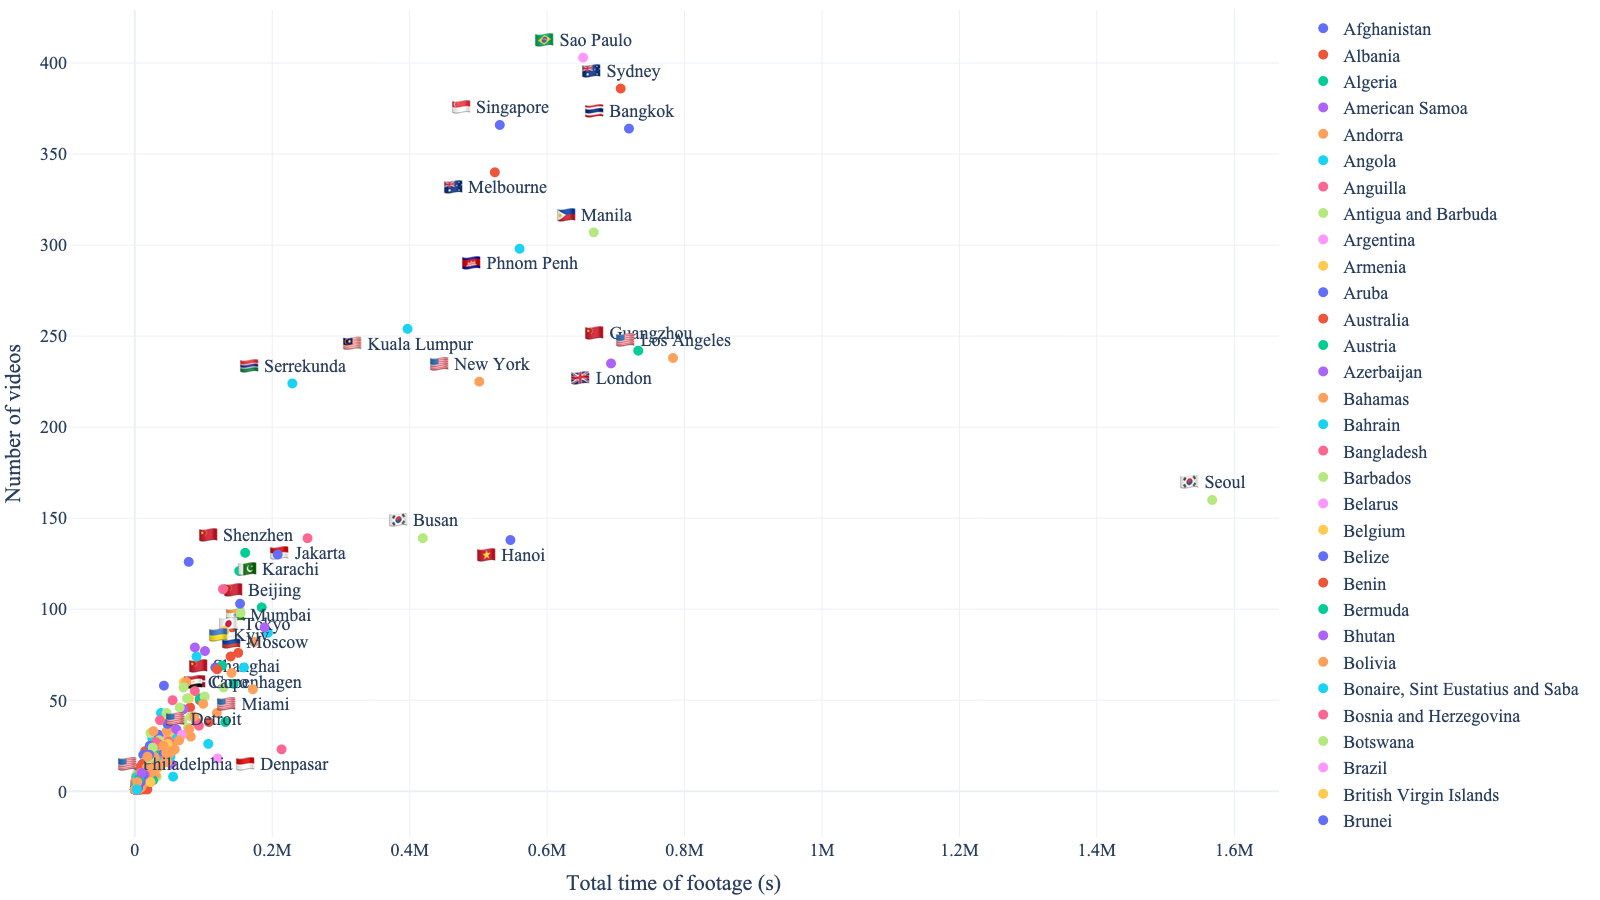 Sao Paulo
Sydney
Singapore
Bangkok
Melbourne
Manila
Phnom Penh
Guangzhou
Los Angeles
Kuala Lumpur
New York
Serrekunda
London
Seoul
Busan
Shenzhen
Hanoi
Jakarta
Karachi
Beijing
Mumbai
Tokyo
Kyiv
Moscow
Shanghai
Cairo
Copenhagen
Miami
Detroit
Philadelphia
Denpasar
400
350
300
250
200
150
100
50
0
Number of videos
0
0.2M
0.4M
0.6M
0.8M
1M
1.2M
1.4M
1.6M
Total time of footage (s)
Afghanistan
Albania
Algeria
American Samoa
Andorra
Angola
Anguilla
Antigua and Barbuda
Argentina
Armenia
Aruba
Australia
Austria
Azerbaijan
Bahamas
Bahrain
Bangladesh
Barbados
Belarus
Belgium
Belize
Benin
Bermuda
Bhutan
Bolivia
Bonaire, Sint Eustatius and Saba
Bosnia and Herzegovina
Botswana
Brazil
British Virgin Islands
Brunei